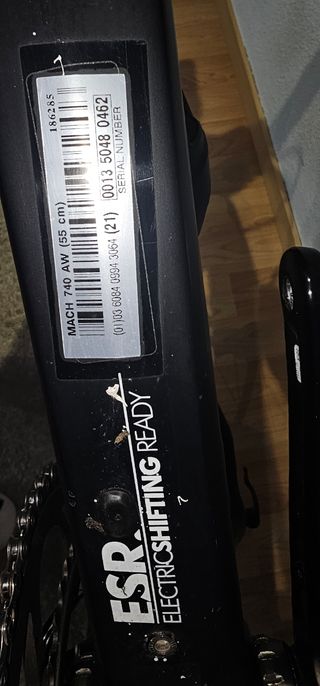 186285
MACH 740 AW (55 cm)
(01)03 6084 0994 3064 (21) 0013 5048 0462
SERIAL NUMBER
ESR
ELECTRICSHIFTING READY